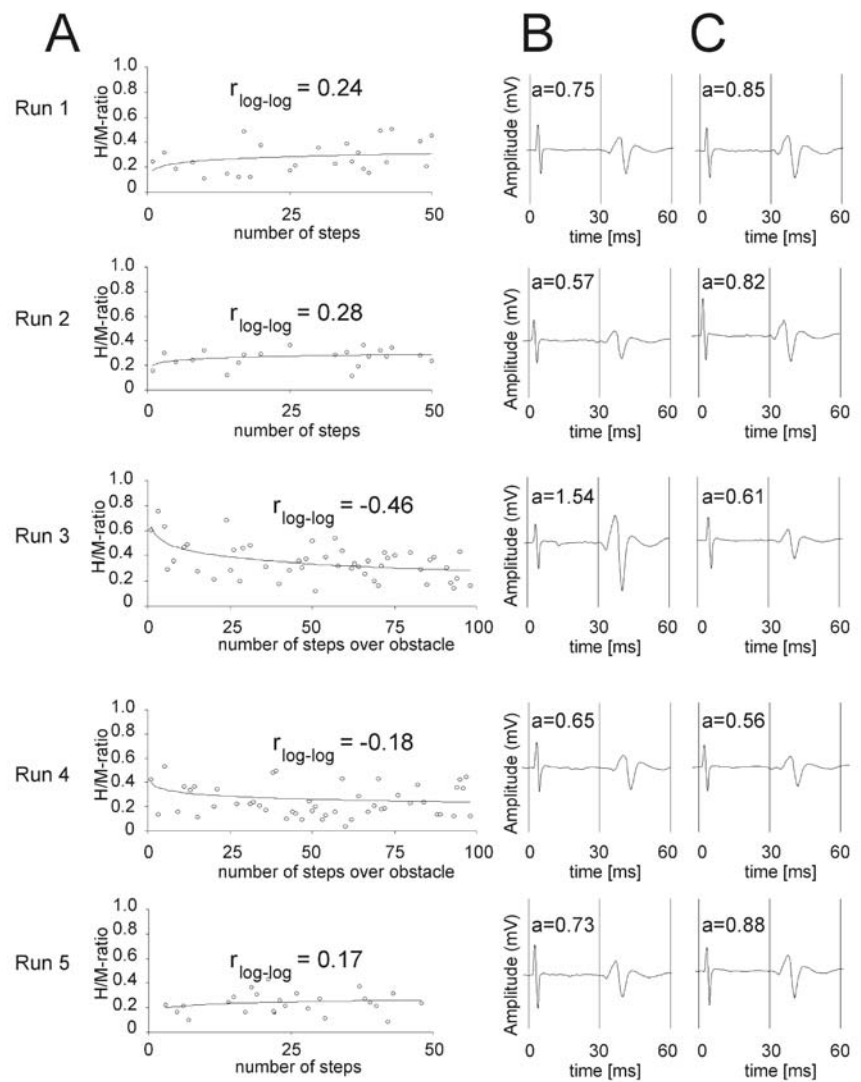 A B C
Run 1
H/M-ratio
1.0
0.8
0.6
0.4
0.2
0
r log-log = 0.24
0 25 50
number of steps
Amplitude (mV)
a=0.75
0 30 60
time [ms]
a=0.85
0 30 60
time [ms]
Run 2
H/M-ratio
1.0
0.8
0.6
0.4
0.2
0
r log-log = 0.28
0 25 50
number of steps
Amplitude (mV)
a=0.57
0 30 60
time [ms]
a=0.82
0 30 60
time [ms]
Run 3
H/M-ratio
1.0
0.8
0.6
0.4
0.2
0
r log-log = -0.46
0 25 50 75 100
number of steps over obstacle
Amplitude (mV)
a=1.54
0 30 60
time [ms]
a=0.61
0 30 60
time [ms]
Run 4
H/M-ratio
1.0
0.8
0.6
0.4
0.2
0
r log-log = -0.18
0 25 50 75 100
number of steps over obstacle
Amplitude (mV)
a=0.65
0 30 60
time [ms]
a=0.56
0 30 60
time [ms]
Run 5
H/M-ratio
1.0
0.8
0.6
0.4
0.2
0
r log-log = 0.17
0 25 50
number of steps
Amplitude (mV)
a=0.73
0 30 60
time [ms]
a=0.88
0 30 60
time [ms]